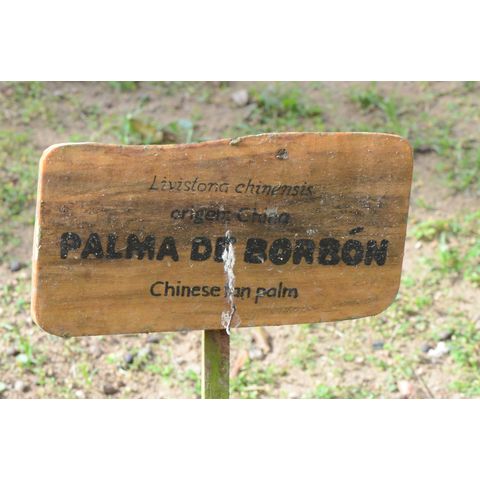 Livistona chinensis
origen: China
PALMA DE BORBÓN
Chinese fan palm